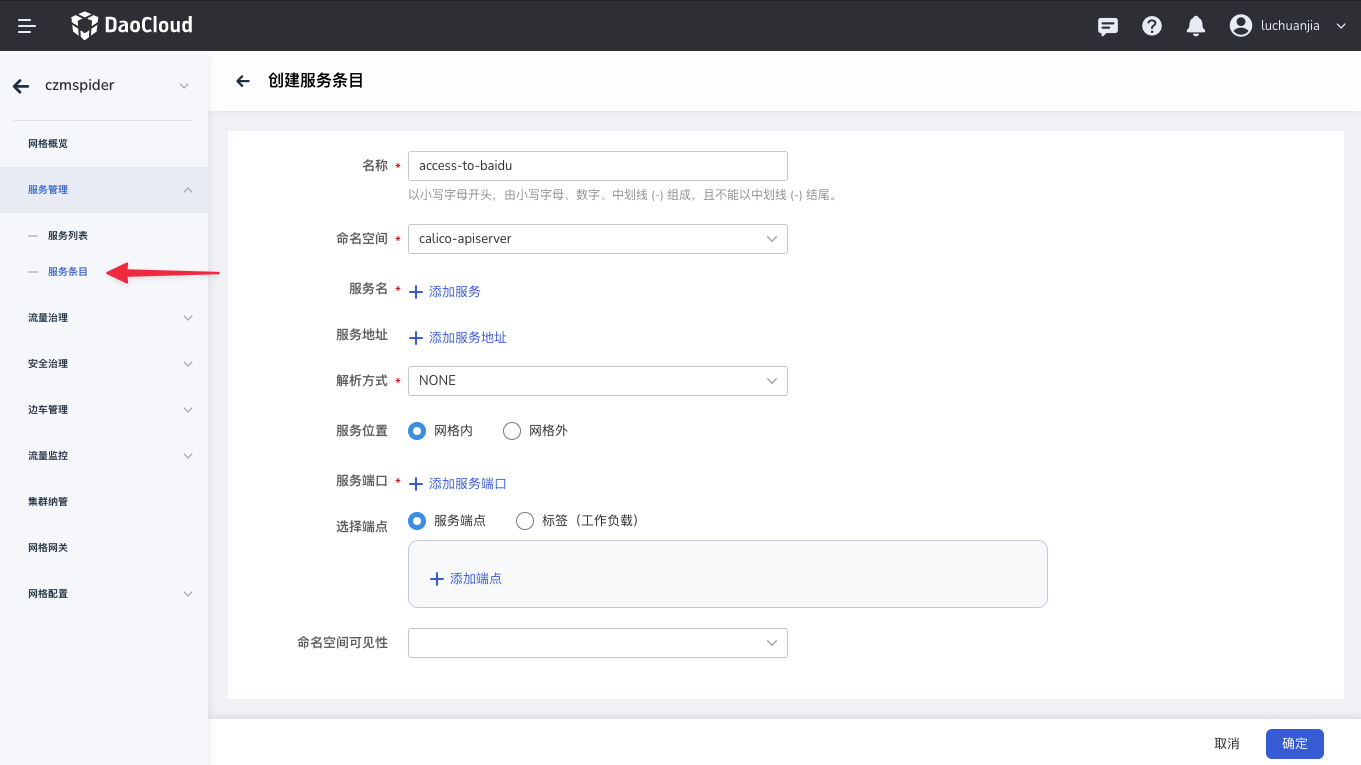 DaoCloud
luchuanjia
czmspider
网格概览
服务管理
服务列表
服务条目
流量治理
安全治理
边车管理
流量监控
集群纳管
网格网关
网格配置
创建服务条目
名称 * access-to-baidu
以小写字母开头，由小写字母、数字、中划线 (-) 组成，且不能以中划线 (-) 结尾。
命名空间 * calico-apiserver
服务名 * + 添加服务
服务地址 + 添加服务地址
解析方式 * NONE
服务位置 网格内 网格外
服务端口 * + 添加服务端口
选择端点 服务端点 标签（工作负载）
+ 添加端点
命名空间可见性
取消 确定